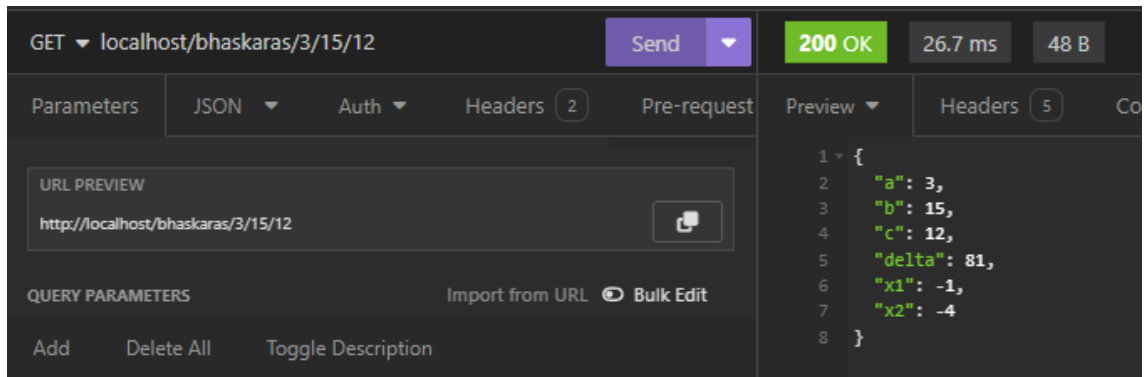 GET localhost/bhaskaras/3/15/12 Send
Parameters JSON Auth Headers 2 Pre-request
URL PREVIEW
http://localhost/bhaskaras/3/15/12
QUERY PARAMETERS Import from URL Bulk Edit
Add Delete All Toggle Description
200 OK 26.7 ms 48 B
Preview Headers 5 Co
1 {
2 "a": 3,
3 "b": 15,
4 "c": 12,
5 "delta": 81,
6 "x1": -1,
7 "x2": -4
8 }